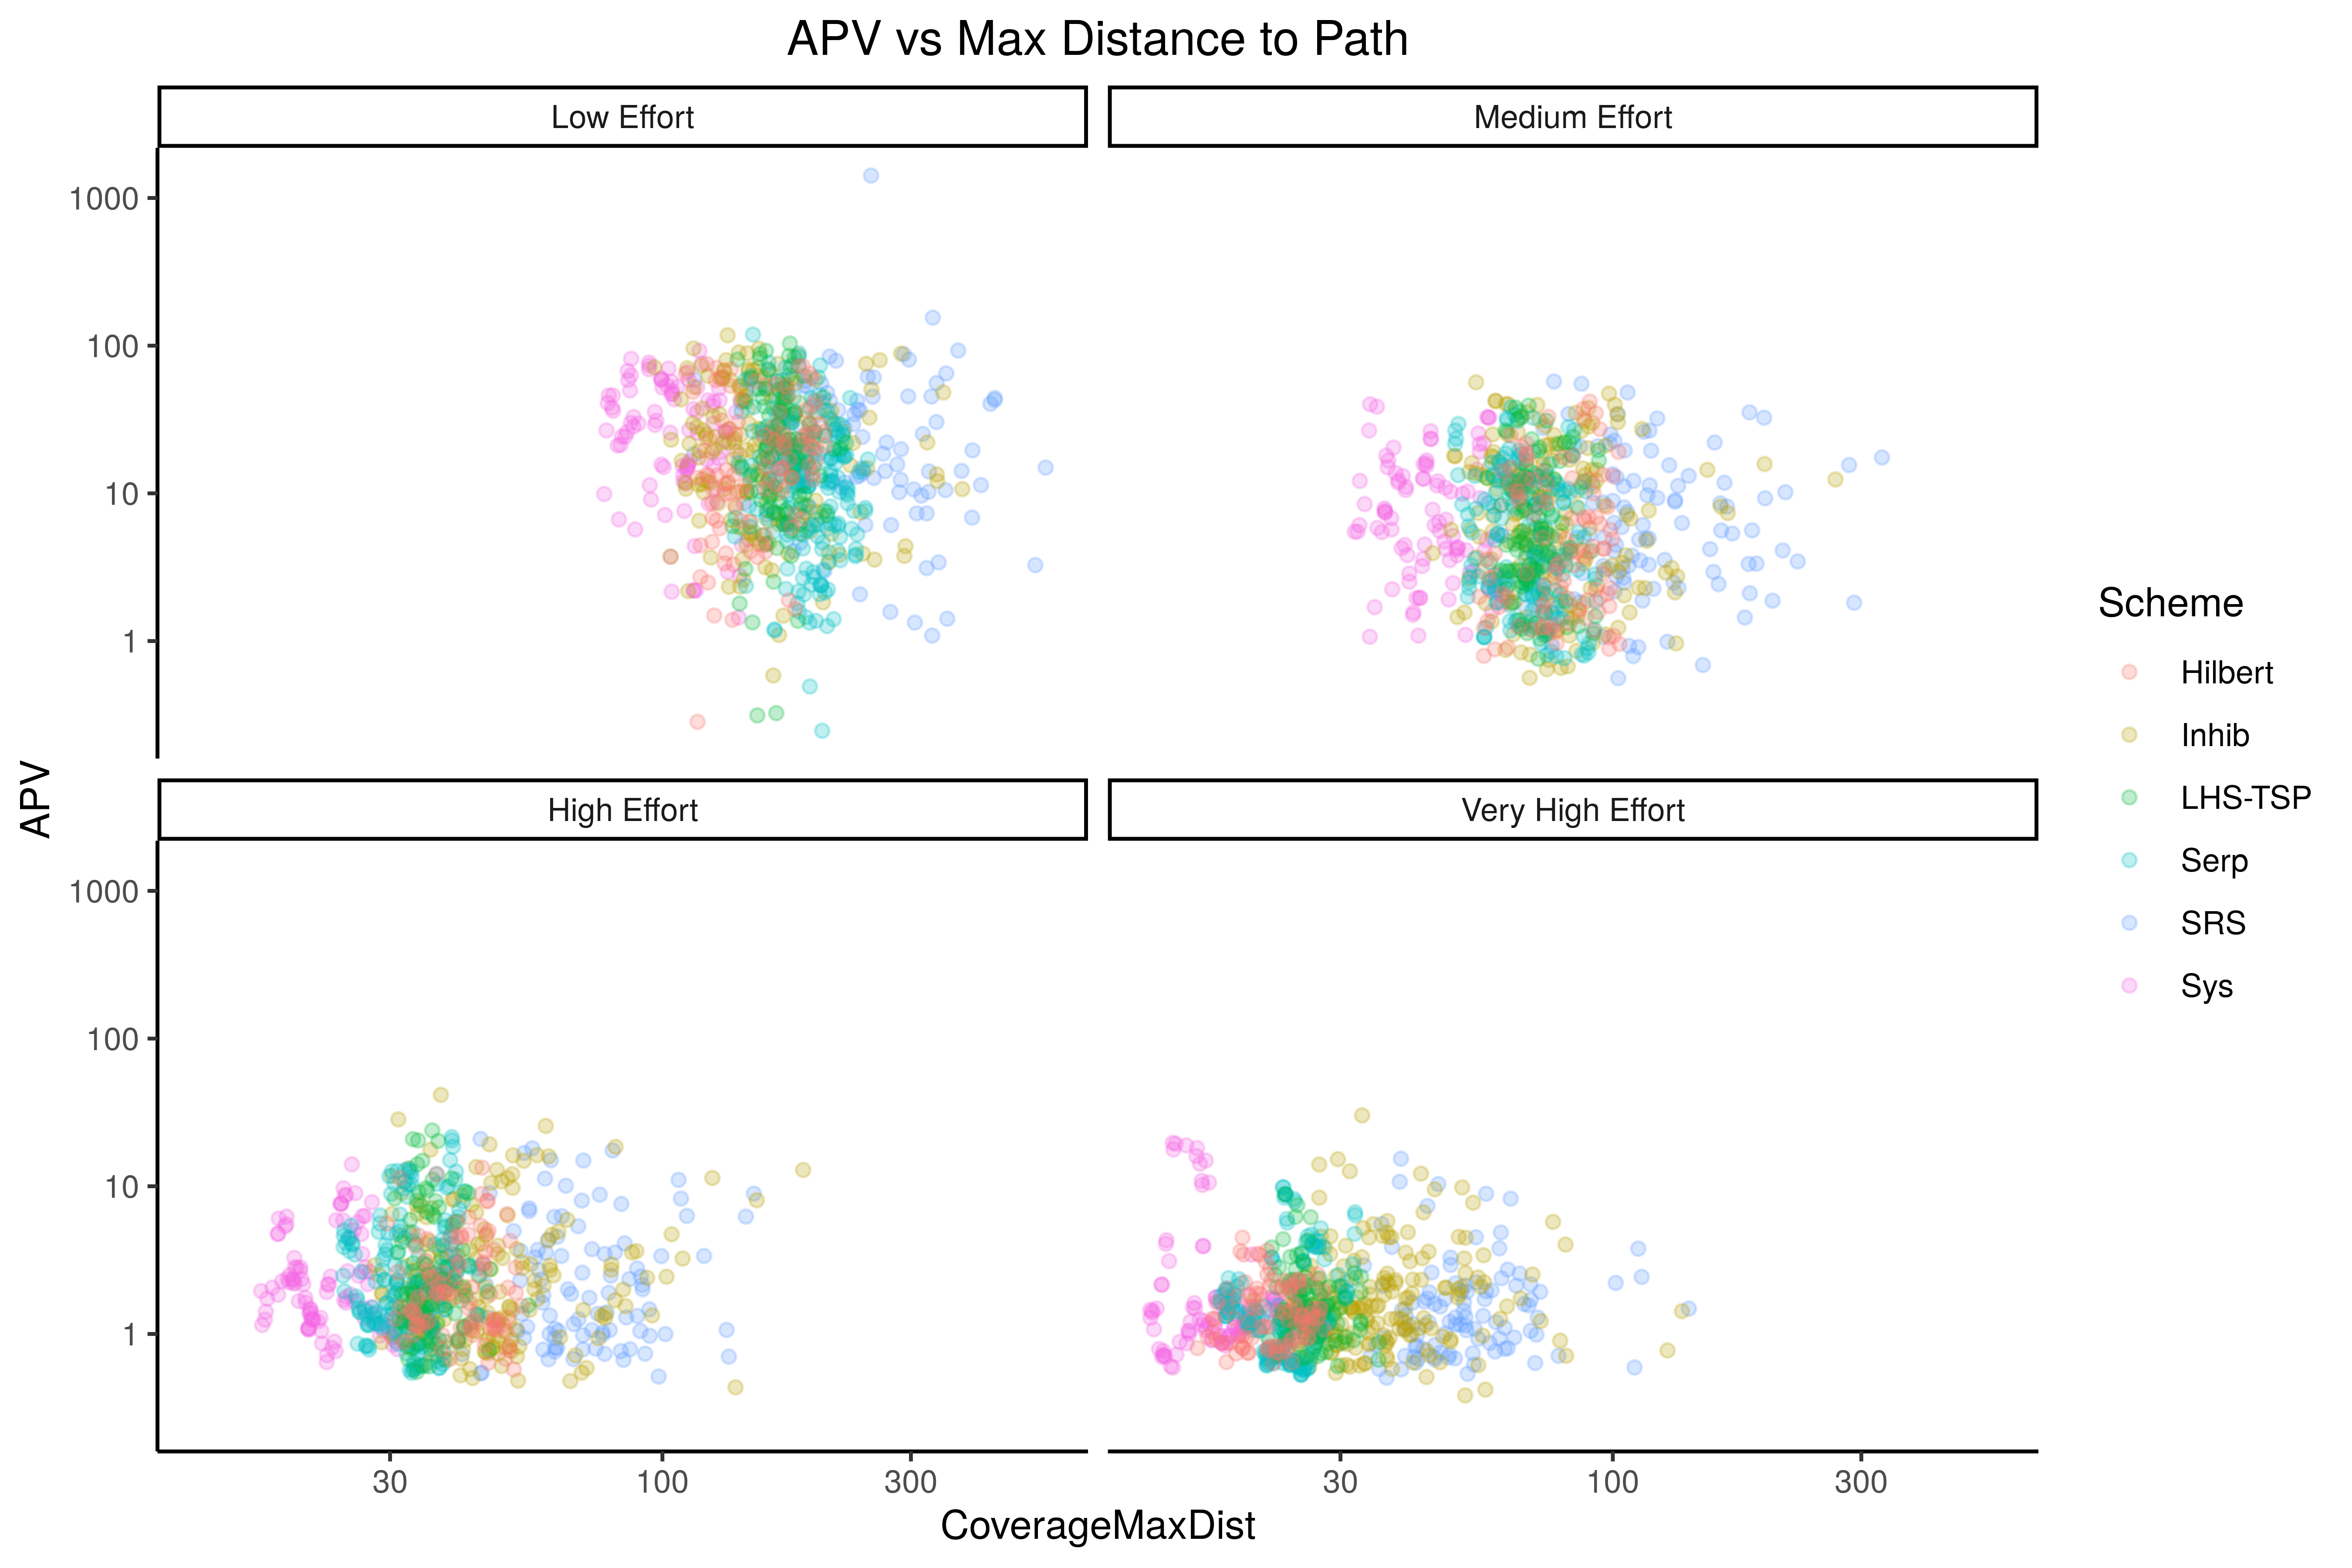 APV vs Max Distance to Path
Low Effort
Medium Effort
1000
100
10
1
High Effort
Very High Effort
1000
100
10
1
30
100
300
30
100
300
CoverageMaxDist
APV
Scheme
Hilbert
Inhib
LHS-TSP
Serp
SRS
Sys